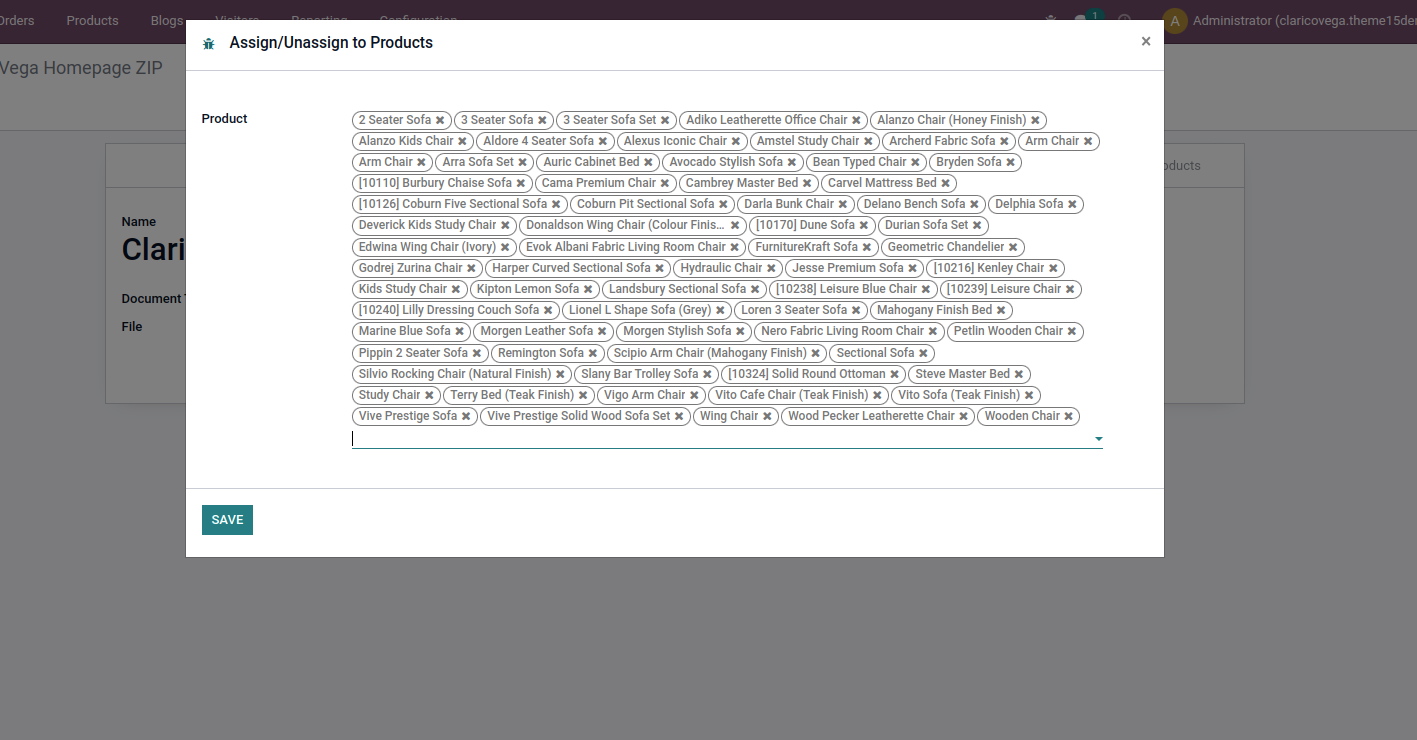 Orders Products Blogs Visitors Reporting Configuration 1 A Administrator (claricovega.theme15de
Assign/Unassign to Products ×
Vega Homepage ZIP
Product
2 Seater Sofa ✖ 3 Seater Sofa ✖ 3 Seater Sofa Set ✖ Adiko Leatherette Office Chair ✖ Alanzo Chair (Honey Finish) ✖
Alanzo Kids Chair ✖ Aldore 4 Seater Sofa ✖ Alexus Iconic Chair ✖ Amstel Study Chair ✖ Archerd Fabric Sofa ✖ Arm Chair ✖
Arm Chair ✖ Arra Sofa Set ✖ Auric Cabinet Bed ✖ Avocado Stylish Sofa ✖ Bean Typed Chair ✖ Bryden Sofa ✖
[10110] Burbury Chaise Sofa ✖ Cama Premium Chair ✖ Cambrey Master Bed ✖ Carvel Mattress Bed ✖
[10126] Coburn Five Sectional Sofa ✖ Coburn Pit Sectional Sofa ✖ Darla Bunk Chair ✖ Delano Bench Sofa ✖ Delphia Sofa ✖
Deverick Kids Study Chair ✖ Donaldson Wing Chair (Colour Finis... ✖ [10170] Dune Sofa ✖ Durian Sofa Set ✖
Edwina Wing Chair (Ivory) ✖ Evok Albani Fabric Living Room Chair ✖ FurnitureKraft Sofa ✖ Geometric Chandelier ✖
Godrej Zurina Chair ✖ Harper Curved Sectional Sofa ✖ Hydraulic Chair ✖ Jesse Premium Sofa ✖ [10216] Kenley Chair ✖
Kids Study Chair ✖ Kipton Lemon Sofa ✖ Landsbury Sectional Sofa ✖ [10238] Leisure Blue Chair ✖ [10239] Leisure Chair ✖
[10240] Lilly Dressing Couch Sofa ✖ Lionel L Shape Sofa (Grey) ✖ Loren 3 Seater Sofa ✖ Mahogany Finish Bed ✖
Marine Blue Sofa ✖ Morgen Leather Sofa ✖ Morgen Stylish Sofa ✖ Nero Fabric Living Room Chair ✖ Petlin Wooden Chair ✖
Pippin 2 Seater Sofa ✖ Remington Sofa ✖ Scipio Arm Chair (Mahogany Finish) ✖ Sectional Sofa ✖
Silvio Rocking Chair (Natural Finish) ✖ Slany Bar Trolley Sofa ✖ [10324] Solid Round Ottoman ✖ Steve Master Bed ✖
Study Chair ✖ Terry Bed (Teak Finish) ✖ Vigo Arm Chair ✖ Vito Cafe Chair (Teak Finish) ✖ Vito Sofa (Teak Finish) ✖
Vive Prestige Sofa ✖ Vive Prestige Solid Wood Sofa Set ✖ Wing Chair ✖ Wood Pecker Leatherette Chair ✖ Wooden Chair ✖
oducts
Name
Clari
Document
File
SAVE